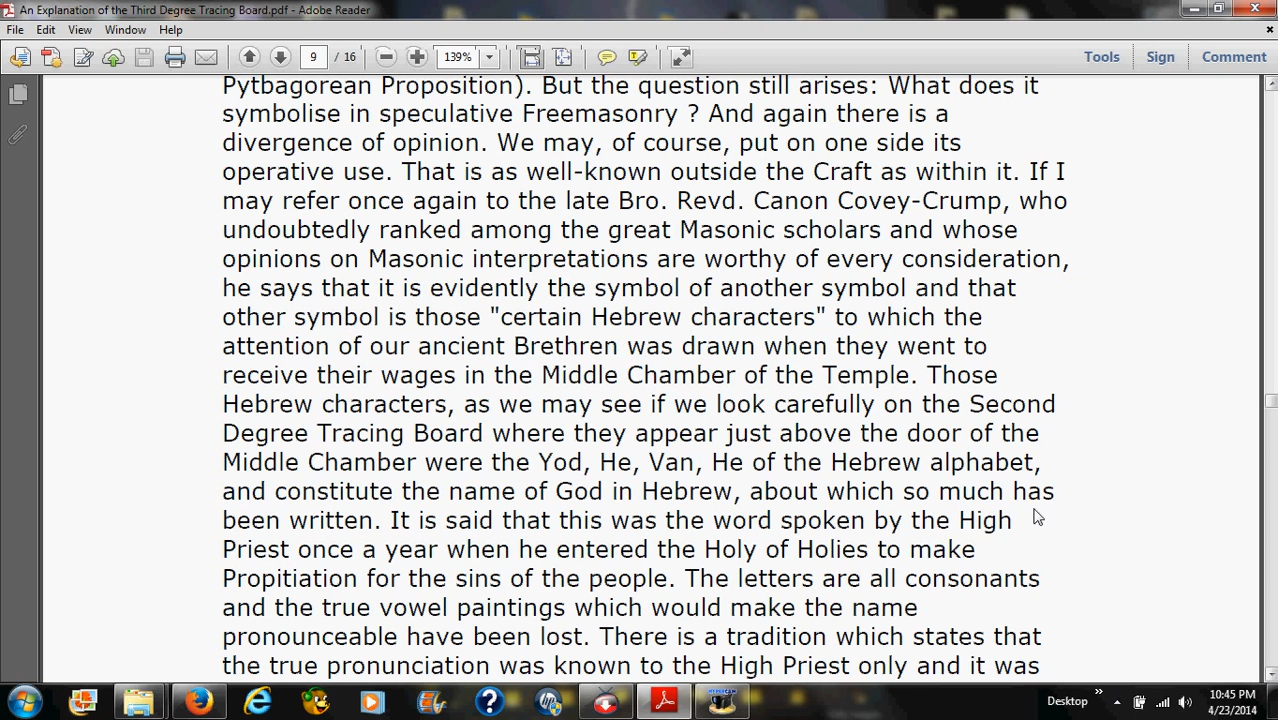 An Explanation of the Third Degree Tracing Board.pdf - Adobe Reader
File Edit View Window Help
9 / 16 139% Tools Sign Comment
Pytbagorean Proposition). But the question still arises: What does it
symbolise in speculative Freemasonry ? And again there is a
divergence of opinion. We may, of course, put on one side its
operative use. That is as well-known outside the Craft as within it. If I
may refer once again to the late Bro. Revd. Canon Covey-Crump, who
undoubtedly ranked among the great Masonic scholars and whose
opinions on Masonic interpretations are worthy of every consideration,
he says that it is evidently the symbol of another symbol and that
other symbol is those "certain Hebrew characters" to which the
attention of our ancient Brethren was drawn when they went to
receive their wages in the Middle Chamber of the Temple. Those
Hebrew characters, as we may see if we look carefully on the Second
Degree Tracing Board where they appear just above the door of the
Middle Chamber were the Yod, He, Van, He of the Hebrew alphabet,
and constitute the name of God in Hebrew, about which so much has
been written. It is said that this was the word spoken by the High
Priest once a year when he entered the Holy of Holies to make
Propitiation for the sins of the people. The letters are all consonants
and the true vowel paintings which would make the name
pronounceable have been lost. There is a tradition which states that
the true pronunciation was known to the High Priest only and it was
Desktop
10:45 PM
4/23/2014